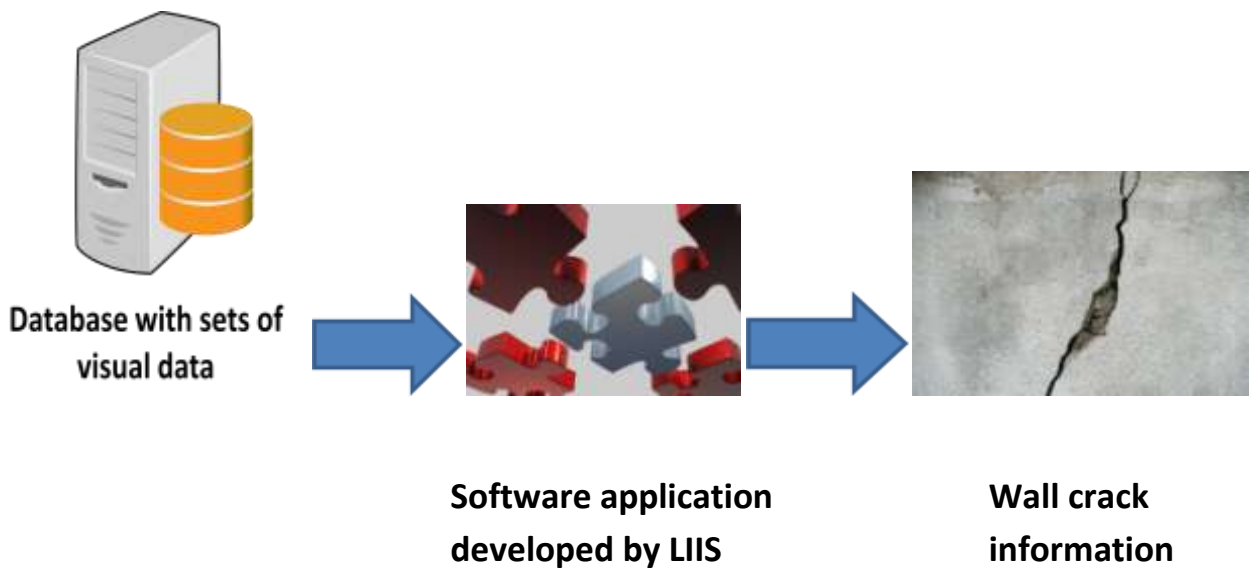 Database with sets of
visual data
Software application
developed by LIIS
Wall crack
information